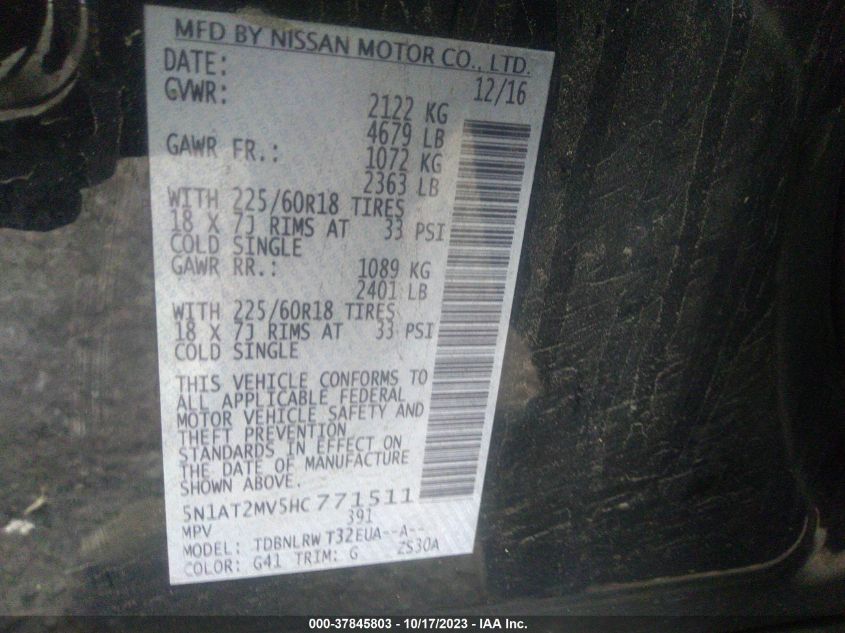 MFD BY NISSAN MOTOR CO., LTD.
DATE: 12/16
GVWR: 2122 KG
4679 LB
GAWR FR.: 1072 KG
2363 LB
WITH 225/60R18 TIRES
18 X 7J RIMS AT 33 PSI
COLD SINGLE
GAWR RR.: 1089 KG
2401 LB
WITH 225/60R18 TIRES
18 X 7J RIMS AT 33 PSI
COLD SINGLE
THIS VEHICLE CONFORMS TO
ALL APPLICABLE FEDERAL
MOTOR VEHICLE SAFETY AND
THEFT PREVENTION
STANDARDS IN EFFECT ON
THE DATE OF MANUFACTURE
SHOWN ABOVE.
5N1AT2MV5HC771511
MPV 391
MODEL: TDBNLRW T32EUA--A--
COLOR: G41 TRIM: G ZS30A
000-37845803 - 10/17/2023 - IAA Inc.